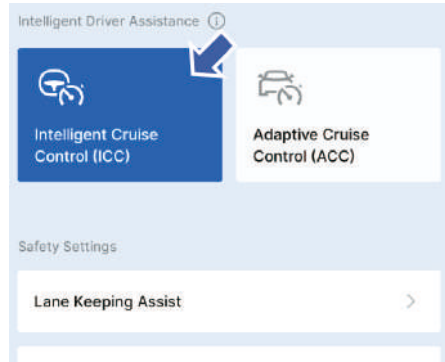 Intelligent Driver Assistance
Intelligent Cruise
Control (ICC)
Adaptive Cruise
Control (ACC)
Safety Settings
Lane Keeping Assist